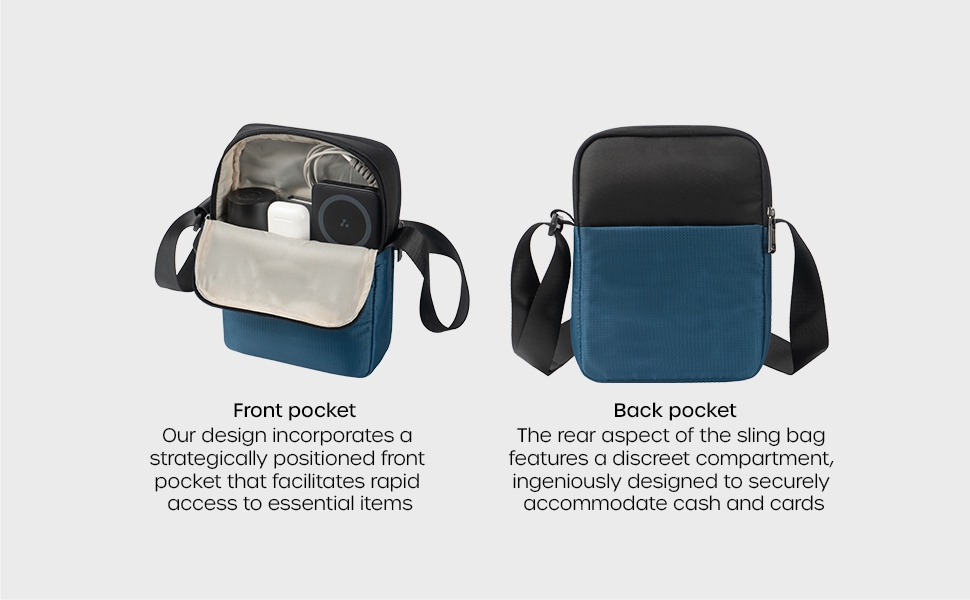 Front pocket
Our design incorporates a
strategically positioned front
pocket that facilitates rapid
access to essential items
Back pocket
The rear aspect of the sling bag
features a discreet compartment,
ingeniously designed to securely
accommodate cash and cards